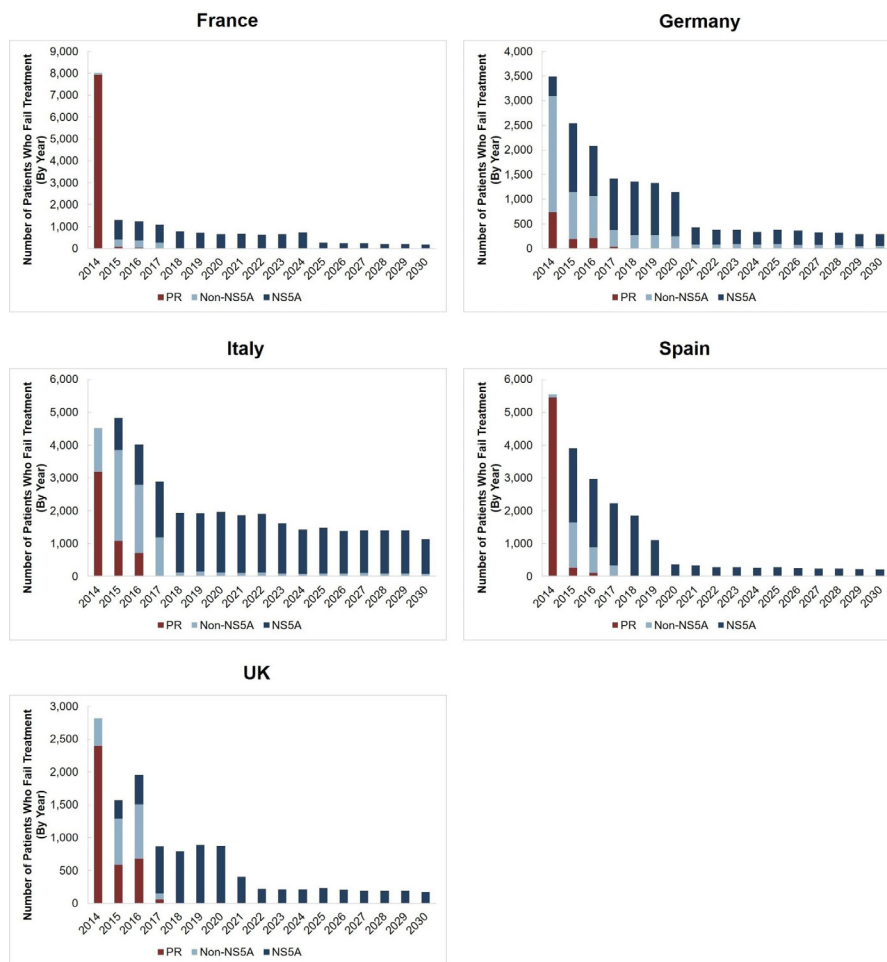 France
Number of Patients Who Fail Treatment
(By Year)
9,000
8,000
7,000
6,000
5,000
4,000
3,000
2,000
1,000
0
2014 2015 2016 2017 2018 2019 2020 2021 2022 2023 2024 2025 2026 2027 2028 2029 2030
PR Non-NS5A NS5A
Germany
Number of Patients Who Fail Treatment
(By Year)
4,000
3,500
3,000
2,500
2,000
1,500
1,000
500
0
2014 2015 2016 2017 2018 2019 2020 2021 2022 2023 2024 2025 2026 2027 2028 2029 2030
PR Non-NS5A NS5A
Italy
Number of Patients Who Fail Treatment
(By Year)
6,000
5,000
4,000
3,000
2,000
1,000
0
2014 2015 2016 2017 2018 2019 2020 2021 2022 2023 2024 2025 2026 2027 2028 2029 2030
PR Non-NS5A NS5A
Spain
Number of Patients Who Fail Treatment
(By Year)
6,000
5,000
4,000
3,000
2,000
1,000
0
2014 2015 2016 2017 2018 2019 2020 2021 2022 2023 2024 2025 2026 2027 2028 2029 2030
PR Non-NS5A NS5A
UK
Number of Patients Who Fail Treatment
(By Year)
3,000
2,500
2,000
1,500
1,000
500
0
2014 2015 2016 2017 2018 2019 2020 2021 2022 2023 2024 2025 2026 2027 2028 2029 2030
PR Non-NS5A NS5A